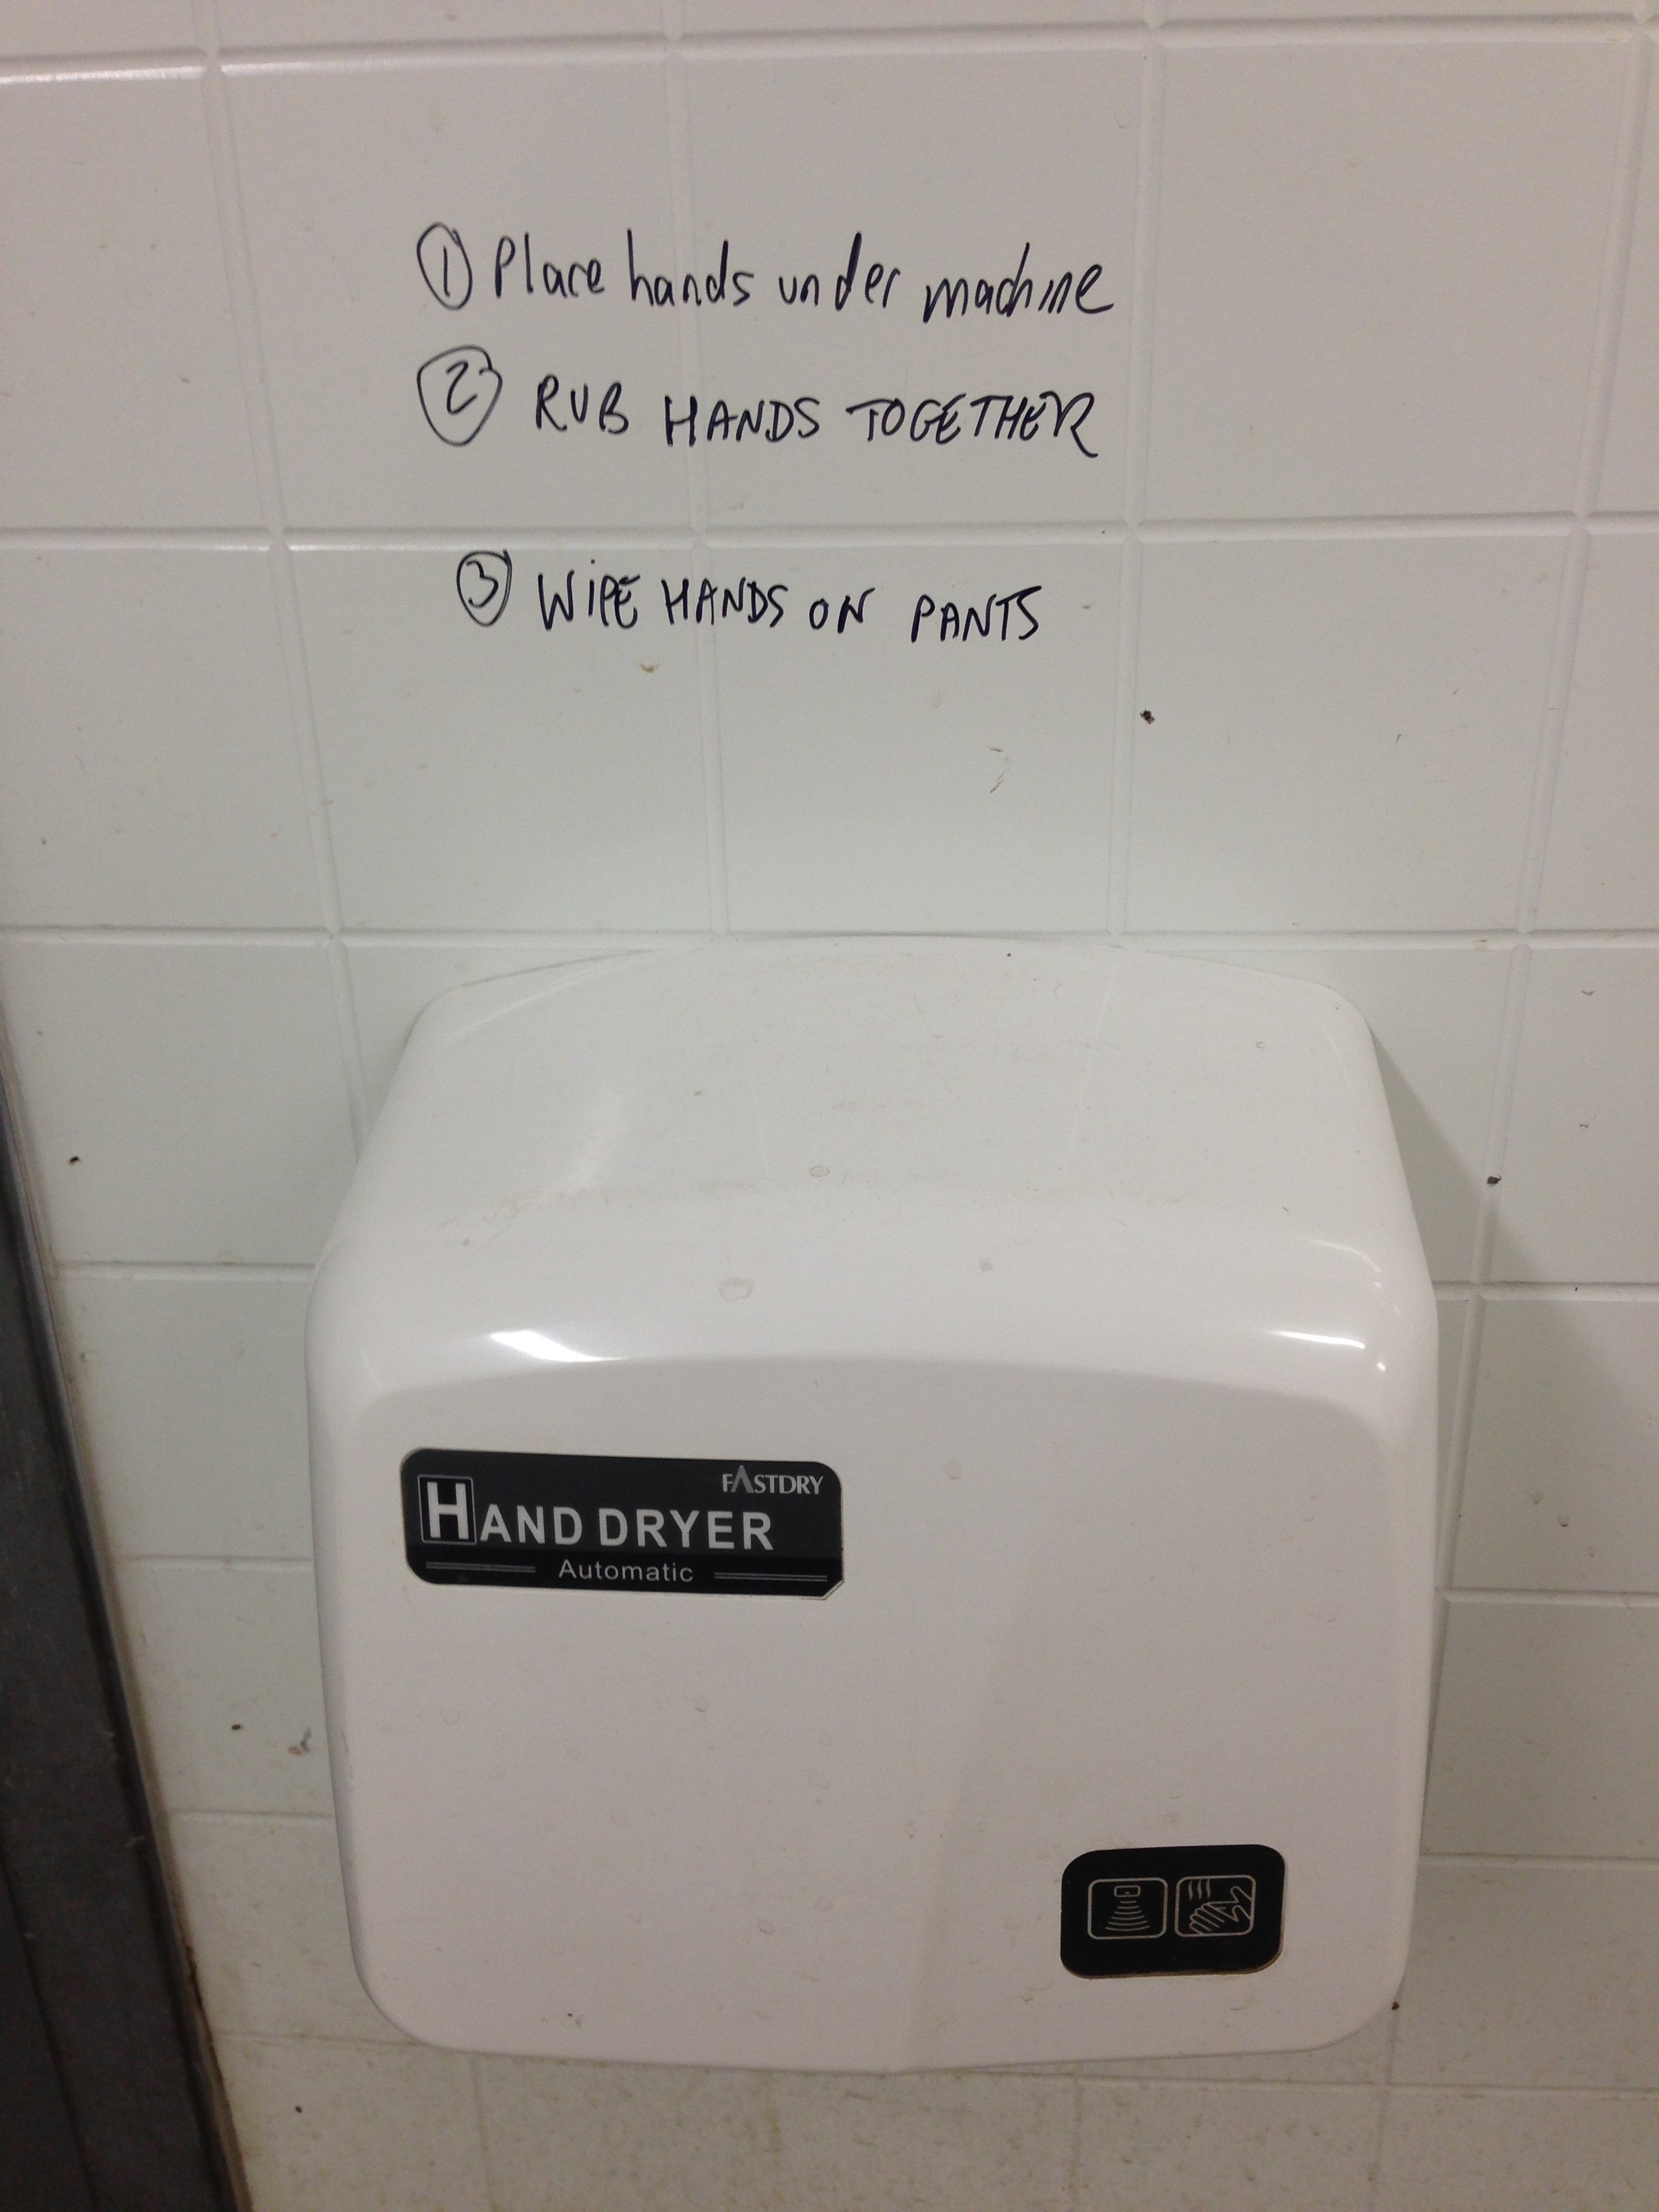 ① Place hands under machine
② RUB HANDS TOGETHER
③ WIPE HANDS ON PANTS
FASTDRY
HAND DRYER
Automatic